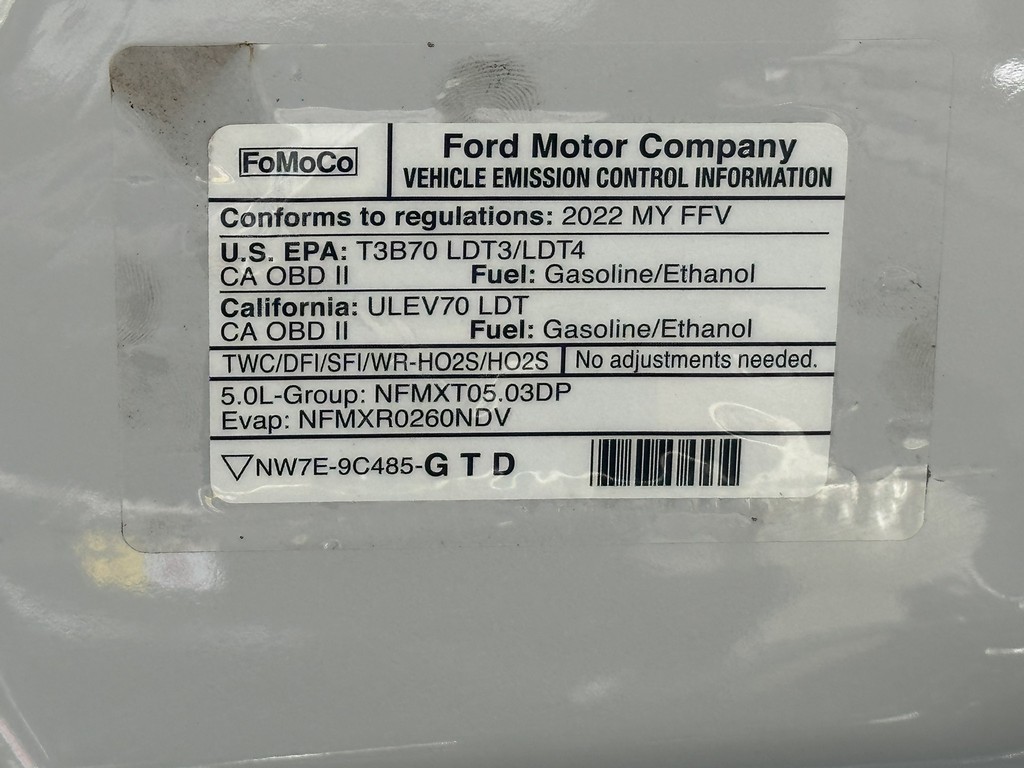 FoMoCo
Ford Motor Company
VEHICLE EMISSION CONTROL INFORMATION
Conforms to regulations: 2022 MY FFV
U.S. EPA: T3B70 LDT3/LDT4
CA OBD II Fuel: Gasoline/Ethanol
California: ULEV70 LDT
CA OBD II Fuel: Gasoline/Ethanol
TWC/DFI/SFI/WR-HO2S/HO2S No adjustments needed.
5.0L-Group: NFMXT05.03DP
Evap: NFMXR0260NDV
▽NW7E-9C485-G T D